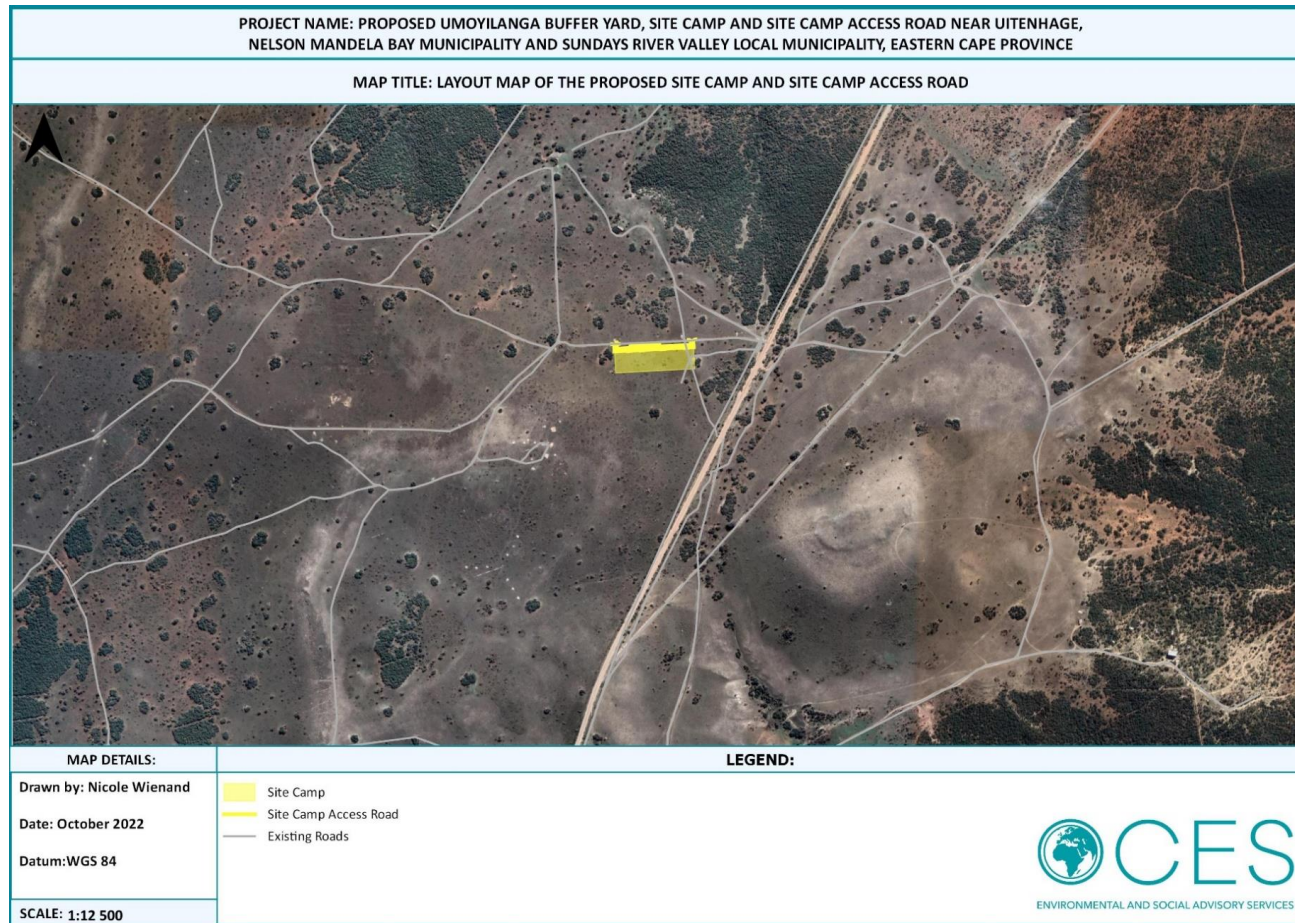 PROJECT NAME: PROPOSED UMOYILANGA BUFFER YARD, SITE CAMP AND SITE CAMP ACCESS ROAD NEAR UITENHAGE,
NELSON MANDELA BAY MUNICIPALITY AND SUNDAYS RIVER VALLEY LOCAL MUNICIPALITY, EASTERN CAPE PROVINCE
MAP TITLE: LAYOUT MAP OF THE PROPOSED SITE CAMP AND SITE CAMP ACCESS ROAD
MAP DETAILS:
Drawn by: Nicole Wienand
Date: October 2022
Datum:WGS 84
SCALE: 1:12 500
LEGEND:
Site Camp
Site Camp Access Road
Existing Roads
CES
ENVIRONMENTAL AND SOCIAL ADVISORY SERVICES